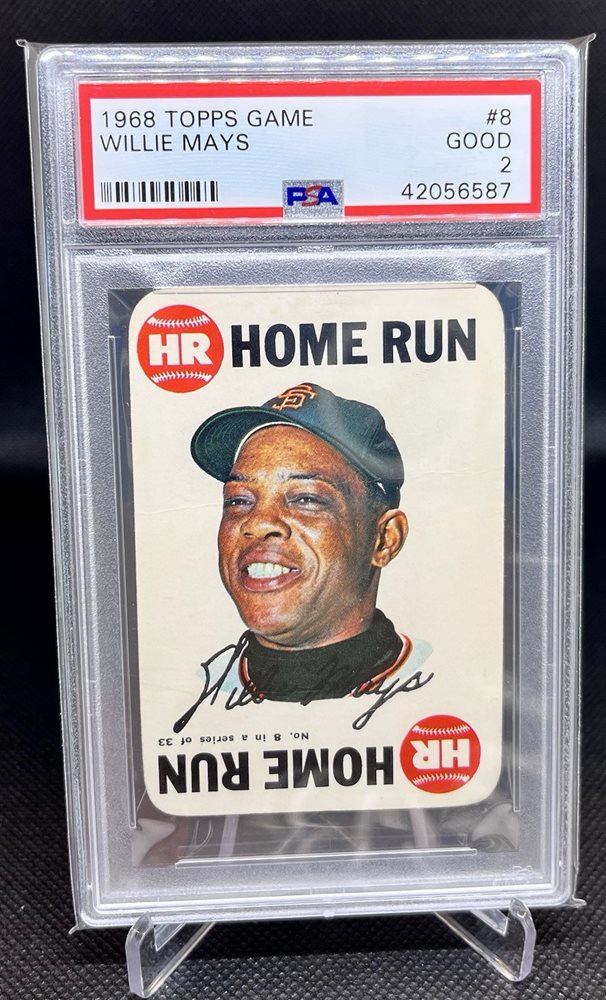 1968 TOPPS GAME #8
WILLIE MAYS GOOD
2
PSA 42056587
HR HOME RUN
SF
Willie Mays
No. 8 in a series of 33
HR HOME RUN